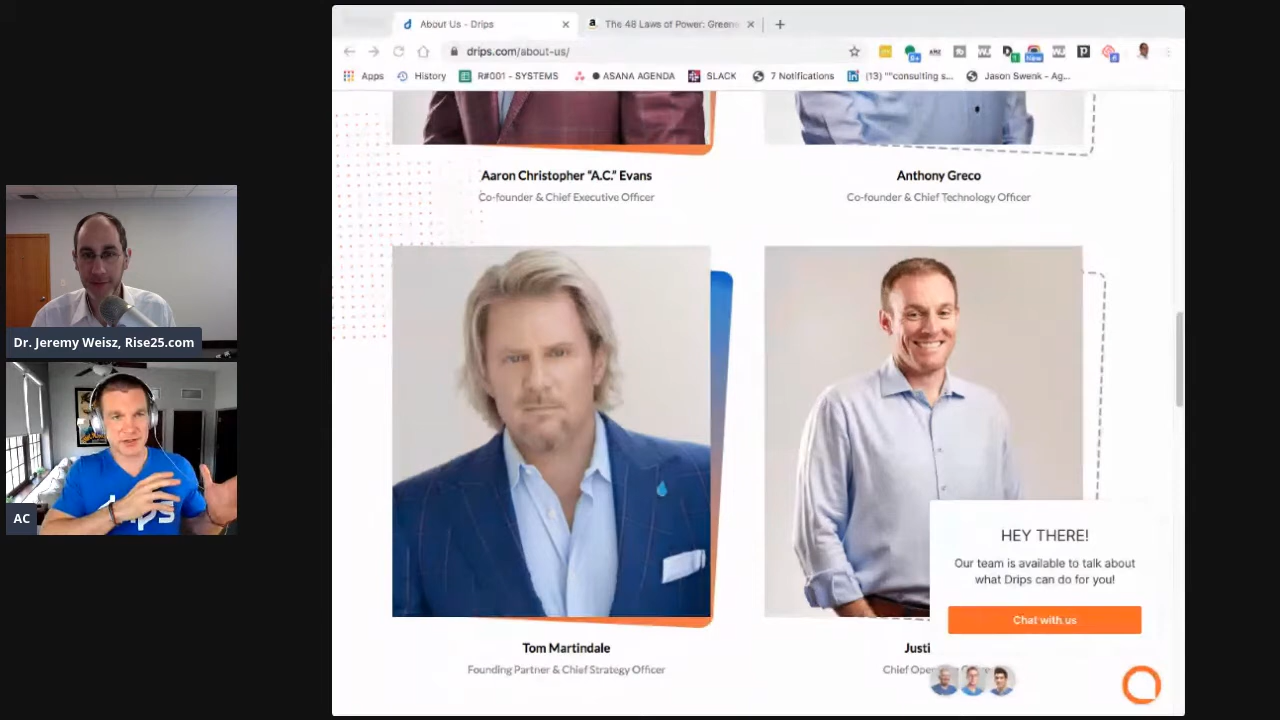 About Us - Drips
The 48 Laws of Power: Greene
drips.com/about-us/
Apps
History
R#001 - SYSTEMS
ASANA AGENDA
SLACK
7 Notifications
(13) ""consulting s...
Jason Swenk - Ag...
Aaron Christopher "A.C." Evans
Co-founder & Chief Executive Officer
Anthony Greco
Co-founder & Chief Technology Officer
Dr. Jeremy Weisz, Rise25.com
AC
HEY THERE!
Our team is available to talk about
what Drips can do for you!
Chat with us
Tom Martindale
Founding Partner & Chief Strategy Officer
Justi
Chief Oper